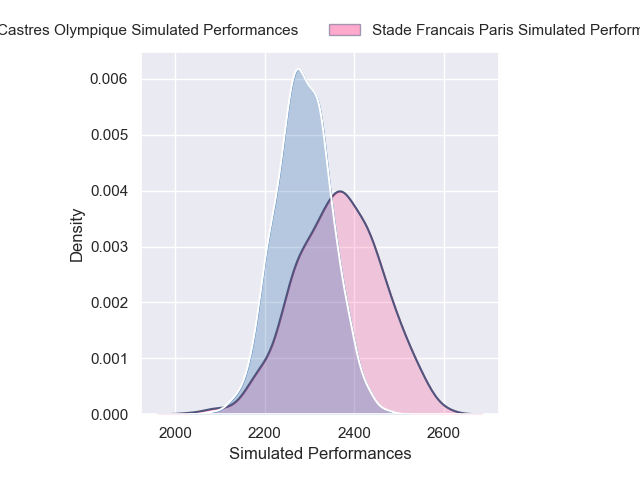 Castres Olympique Simulated Performances
Stade Francais Paris Simulated
0.006
0.005
0.004
0.003
0.002
0.001
0.000
Density
2000 2200 2400 2600
Simulated Performances